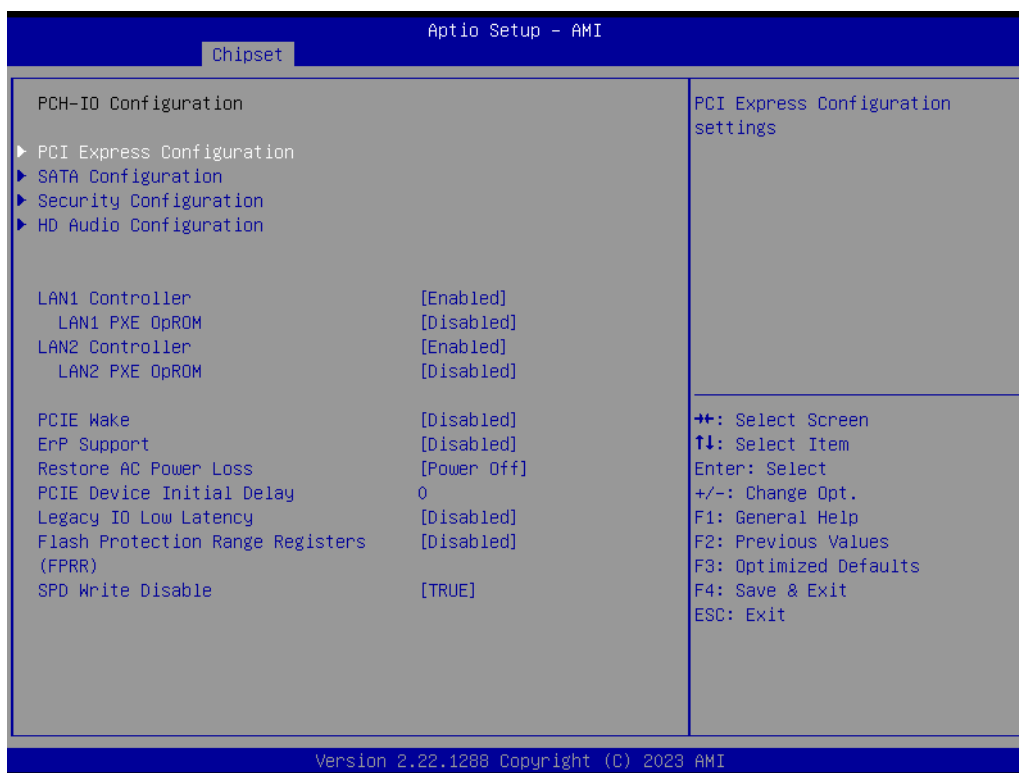 Aptio Setup - AMI
Chipset
PCH-IO Configuration
PCI Express Configuration
SATA Configuration
Security Configuration
HD Audio Configuration
LAN1 Controller [Enabled]
LAN1 PXE OpROM [Disabled]
LAN2 Controller [Enabled]
LAN2 PXE OpROM [Disabled]
PCIE Wake [Disabled]
ErP Support [Disabled]
Restore AC Power Loss [Power Off]
PCIE Device Initial Delay 0
Legacy IO Low Latency [Disabled]
Flash Protection Range Registers [Disabled]
(FPRR)
SPD Write Disable [TRUE]
PCI Express Configuration
settings
→←: Select Screen
↑↓: Select Item
Enter: Select
+/-: Change Opt.
F1: General Help
F2: Previous Values
F3: Optimized Defaults
F4: Save & Exit
ESC: Exit
Version 2.22.1288 Copyright (C) 2023 AMI